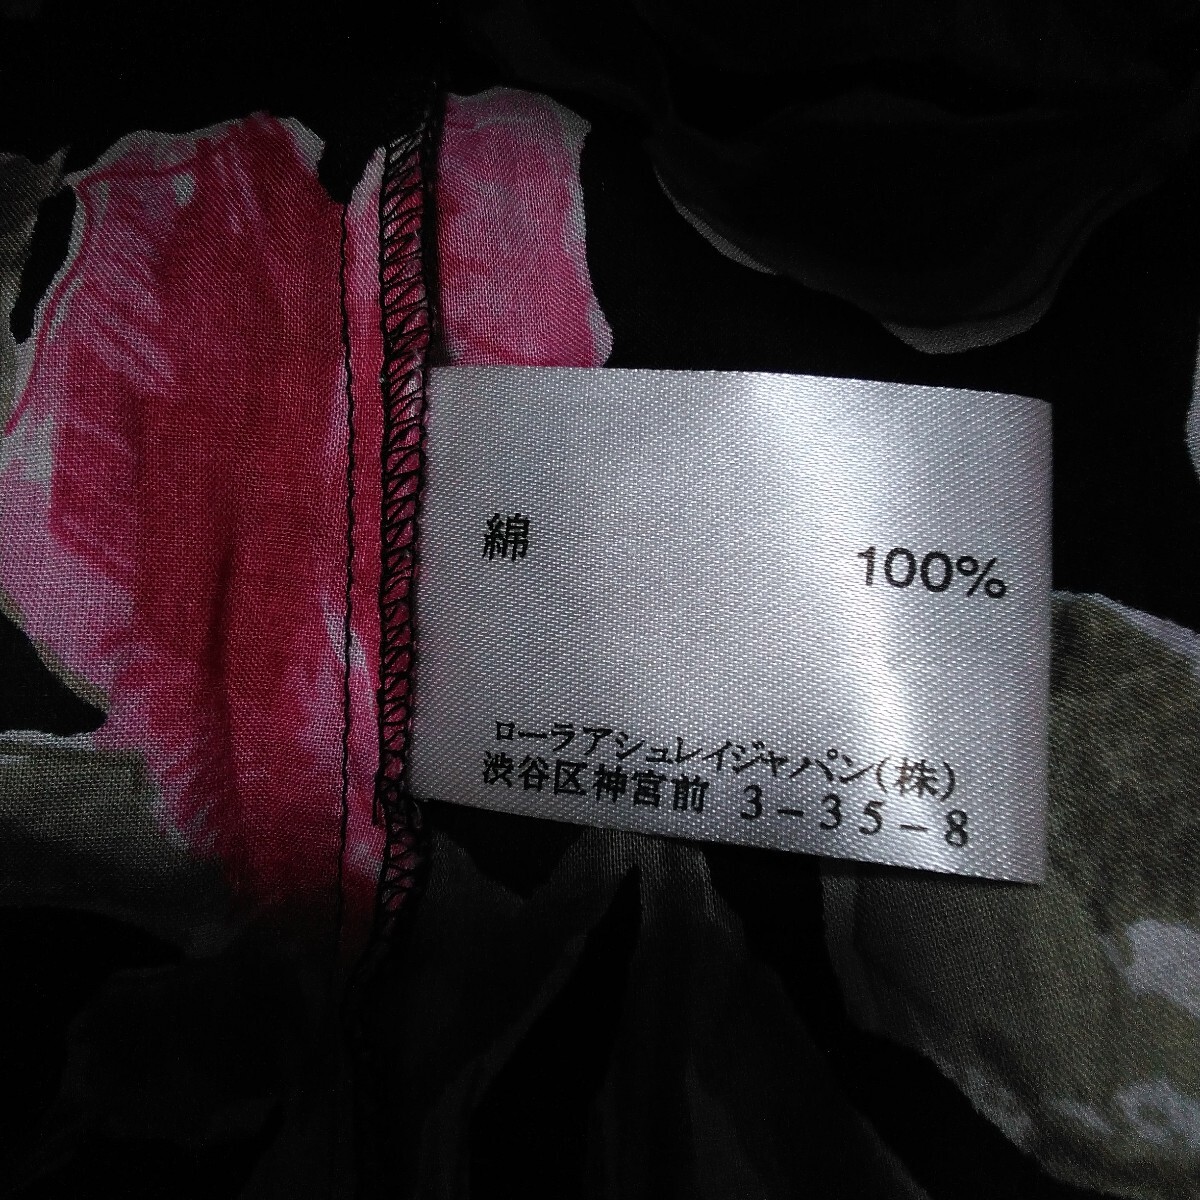 綿 100%
ローラアシュレイジャパン(株)
渋谷区神宮前 3-35-8